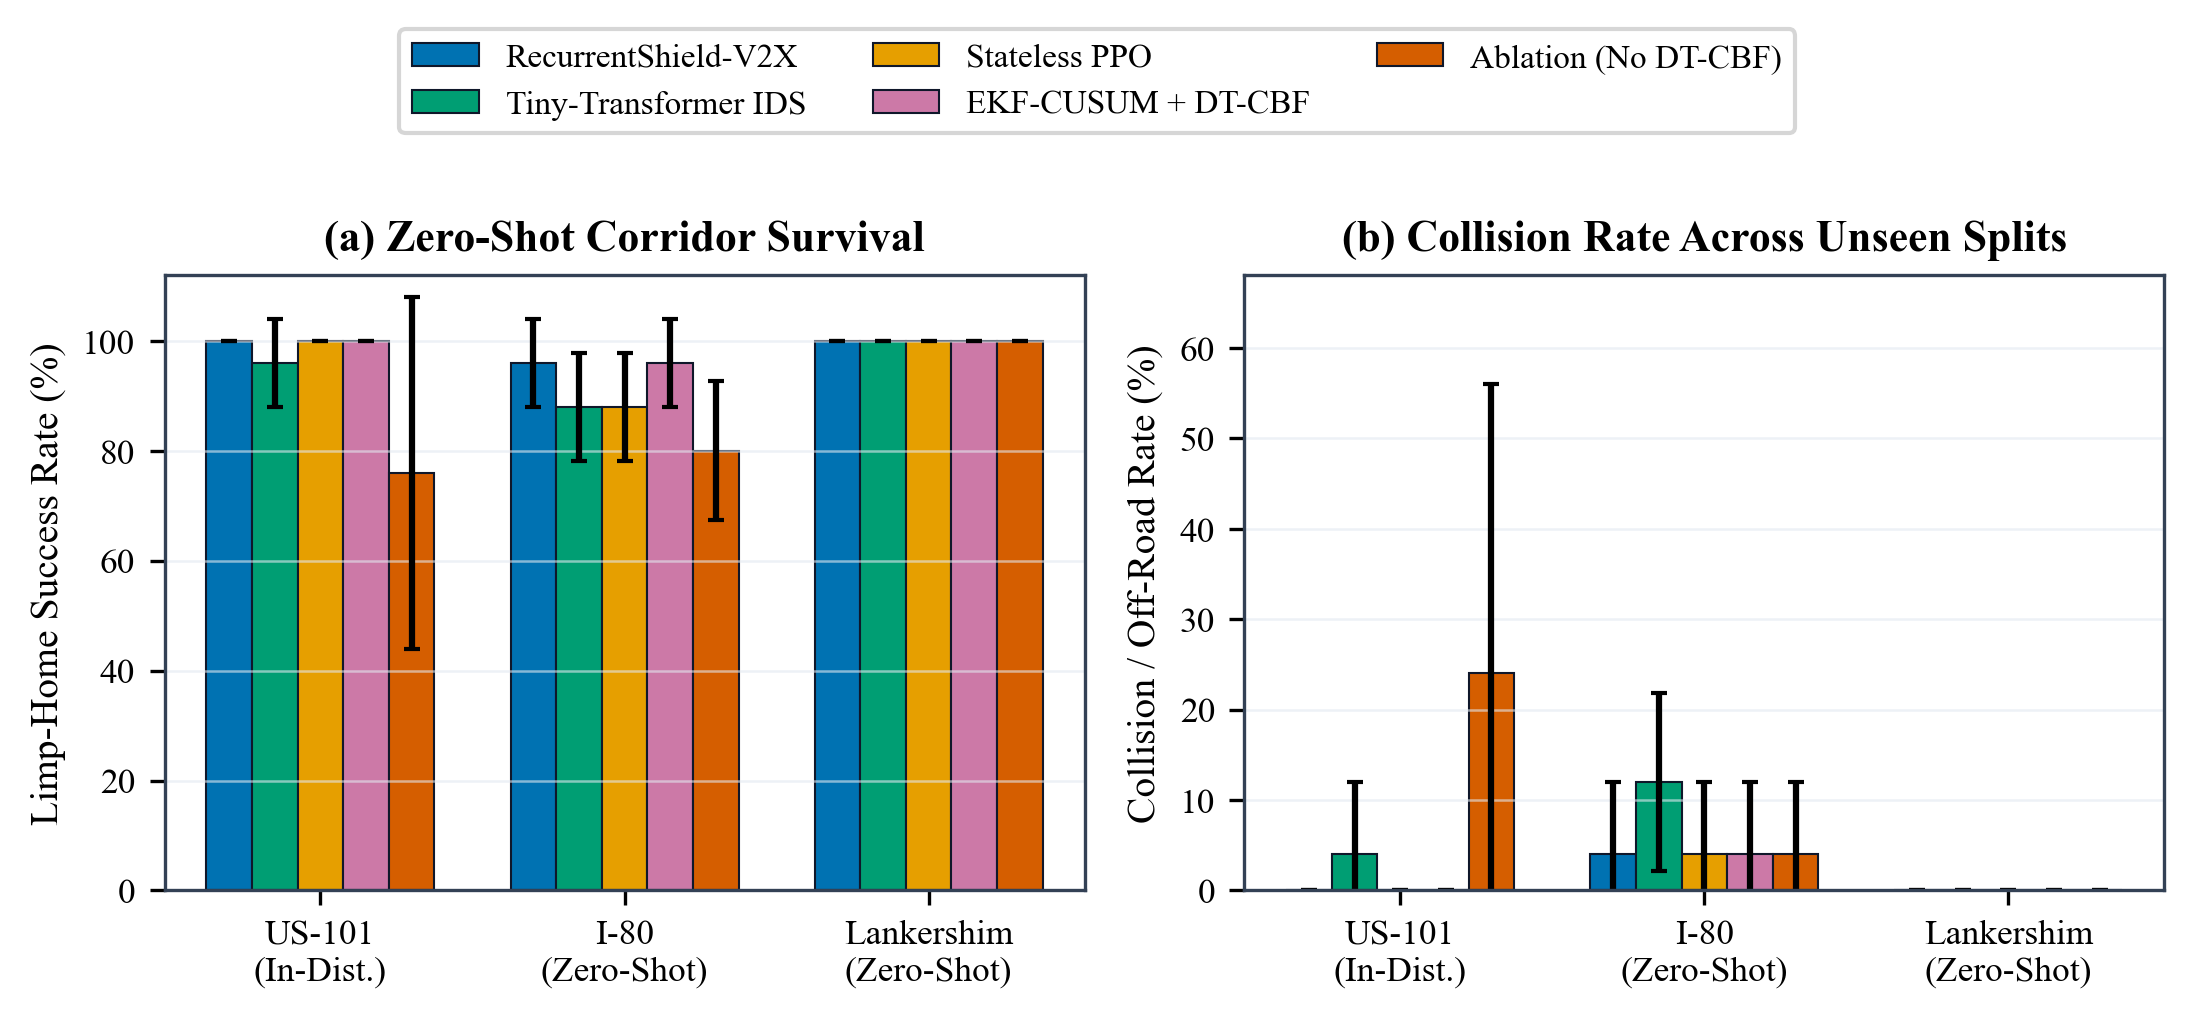 RecurrentShield-V2X
Tiny-Transformer IDS
Stateless PPO
EKF-CUSUM + DT-CBF
Ablation (No DT-CBF)
(a) Zero-Shot Corridor Survival
Limp-Home Success Rate (%)
100
80
60
40
20
0
US-101
(In-Dist.)
I-80
(Zero-Shot)
Lankershim
(Zero-Shot)
(b) Collision Rate Across Unseen Splits
Collision / Off-Road Rate (%)
60
50
40
30
20
10
0
US-101
(In-Dist.)
I-80
(Zero-Shot)
Lankershim
(Zero-Shot)